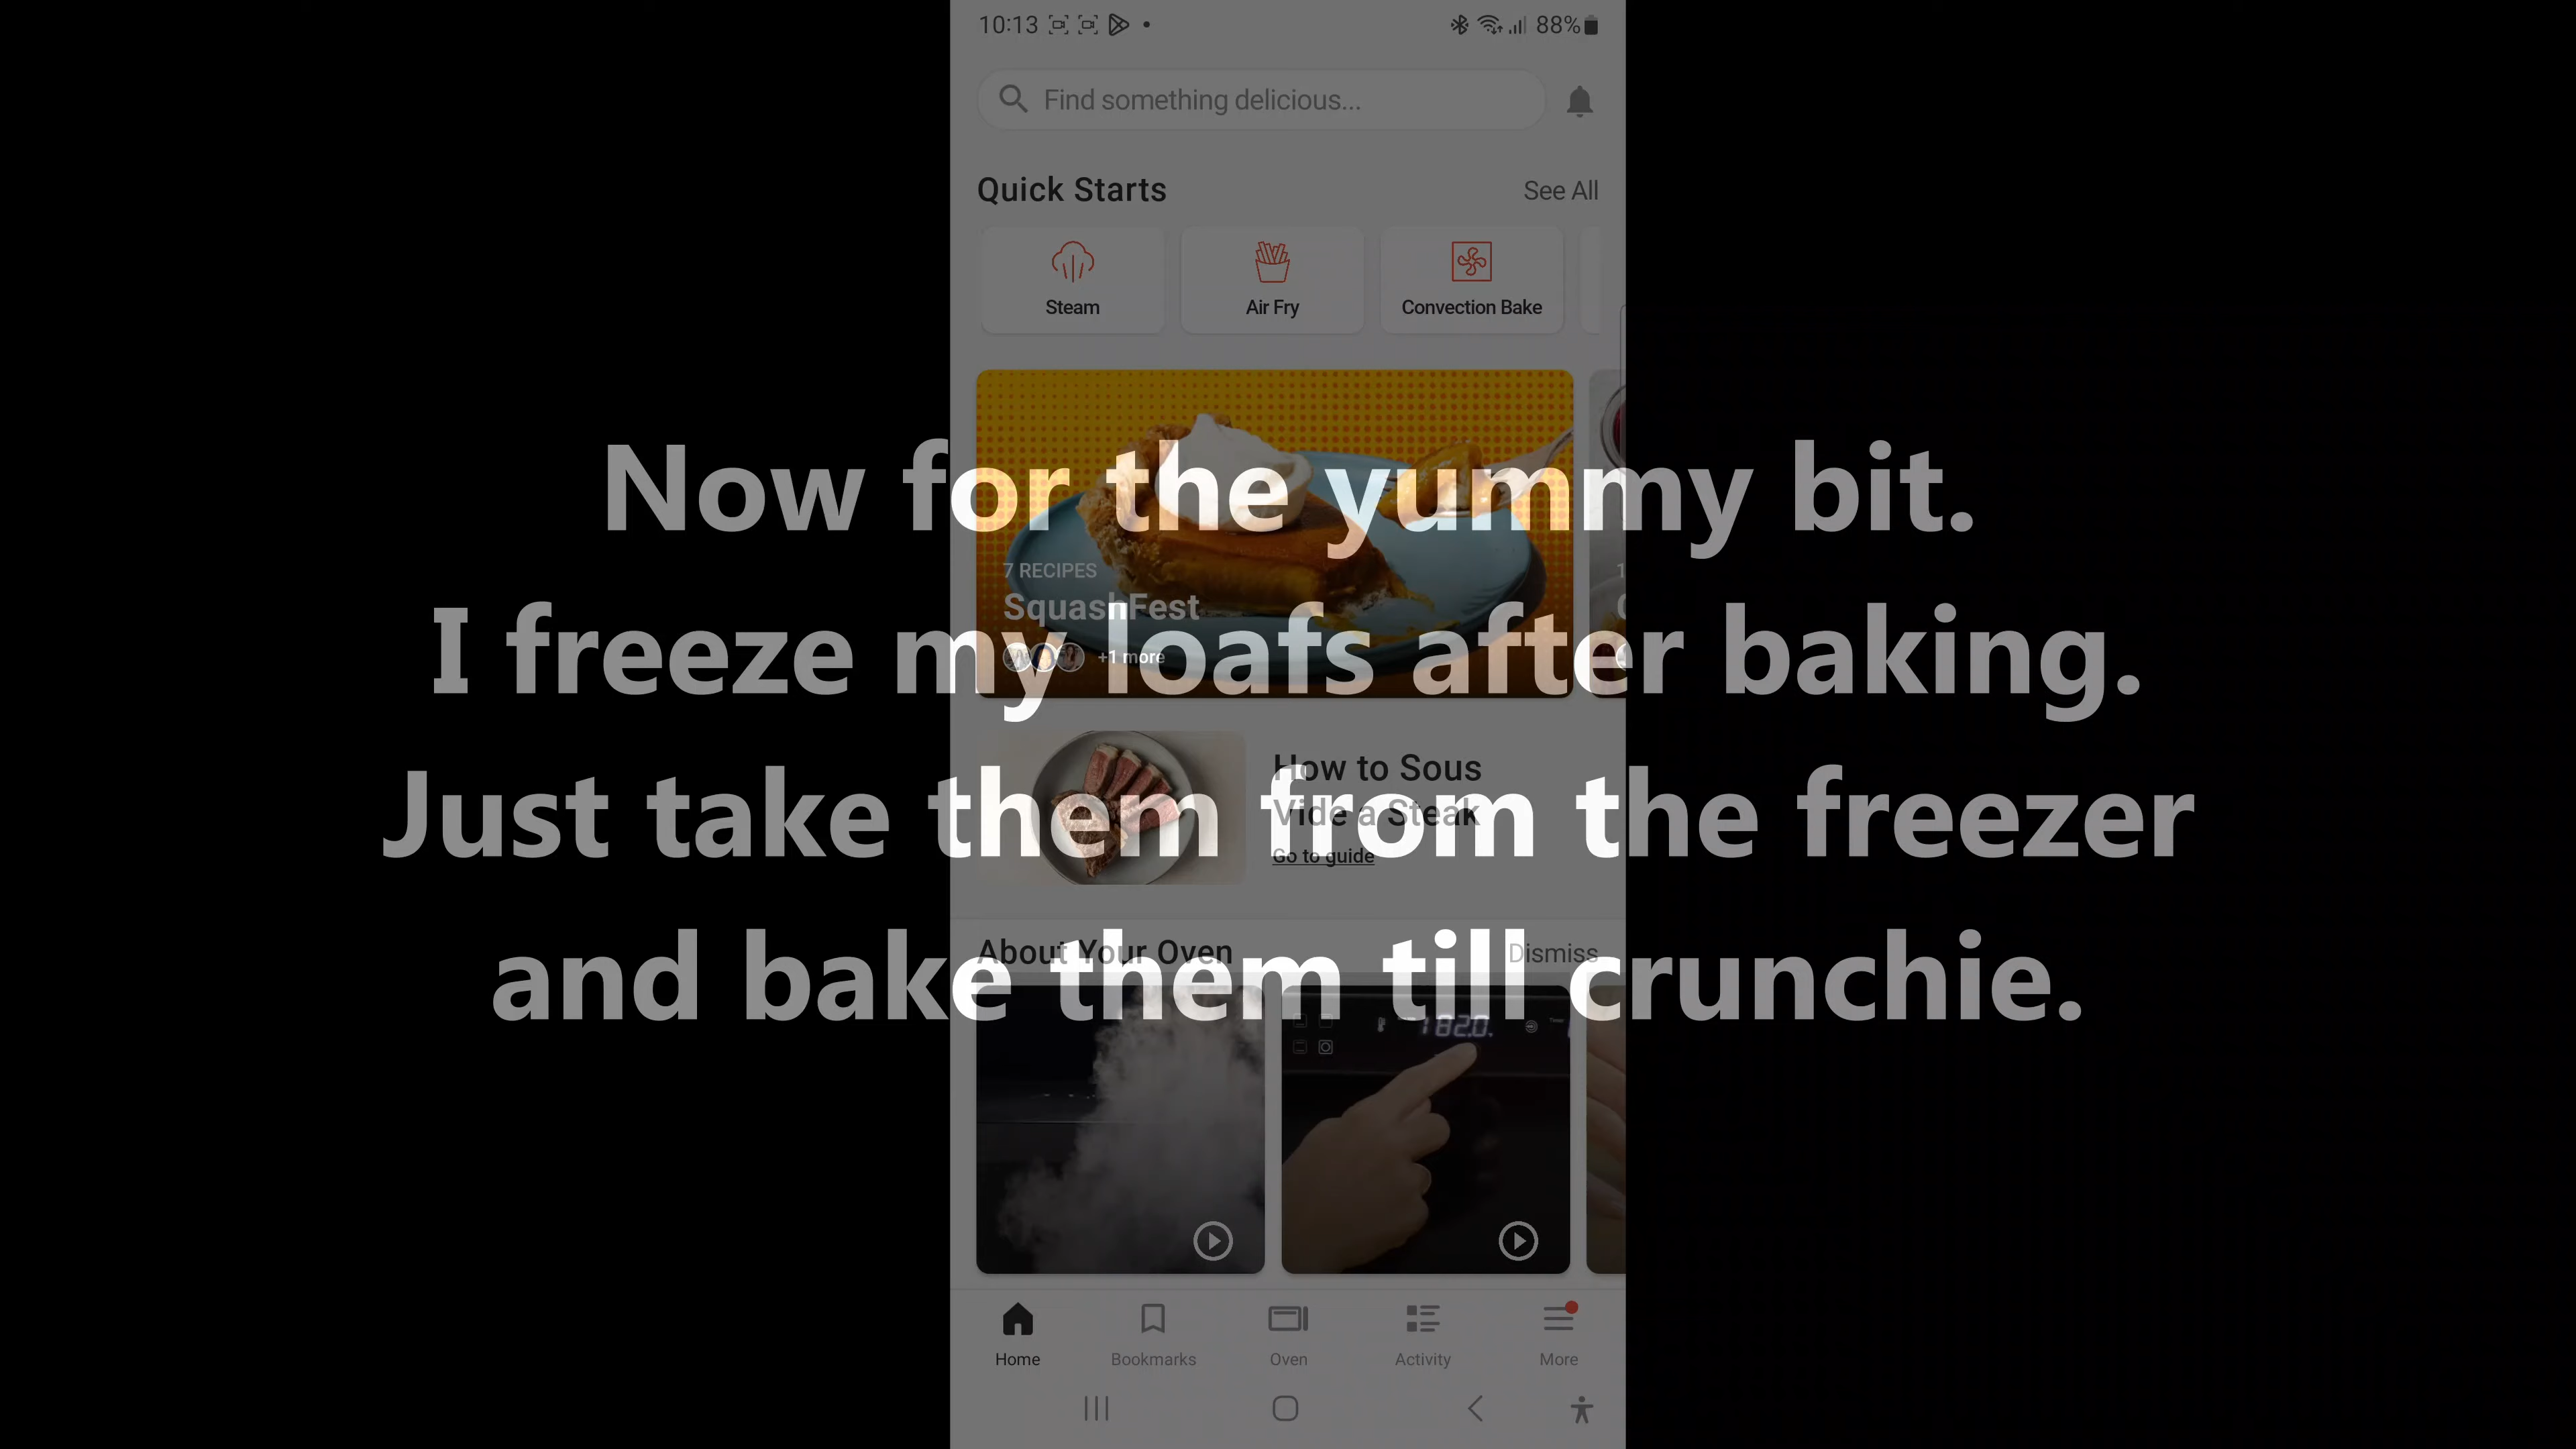 10:13
88%
Find something delicious...
Quick Starts
See All
Steam
Air Fry
Convection Bake
Now for the yummy bit.
7 RECIPES
SquashFest
I freeze my loafs after baking.
+1 more
How to Sous
Vide a Steak
Just take them from the freezer
Go to guide
About Your Oven
Dismiss
and bake them till crunchie.
182.0.
Home
Bookmarks
Oven
Activity
More